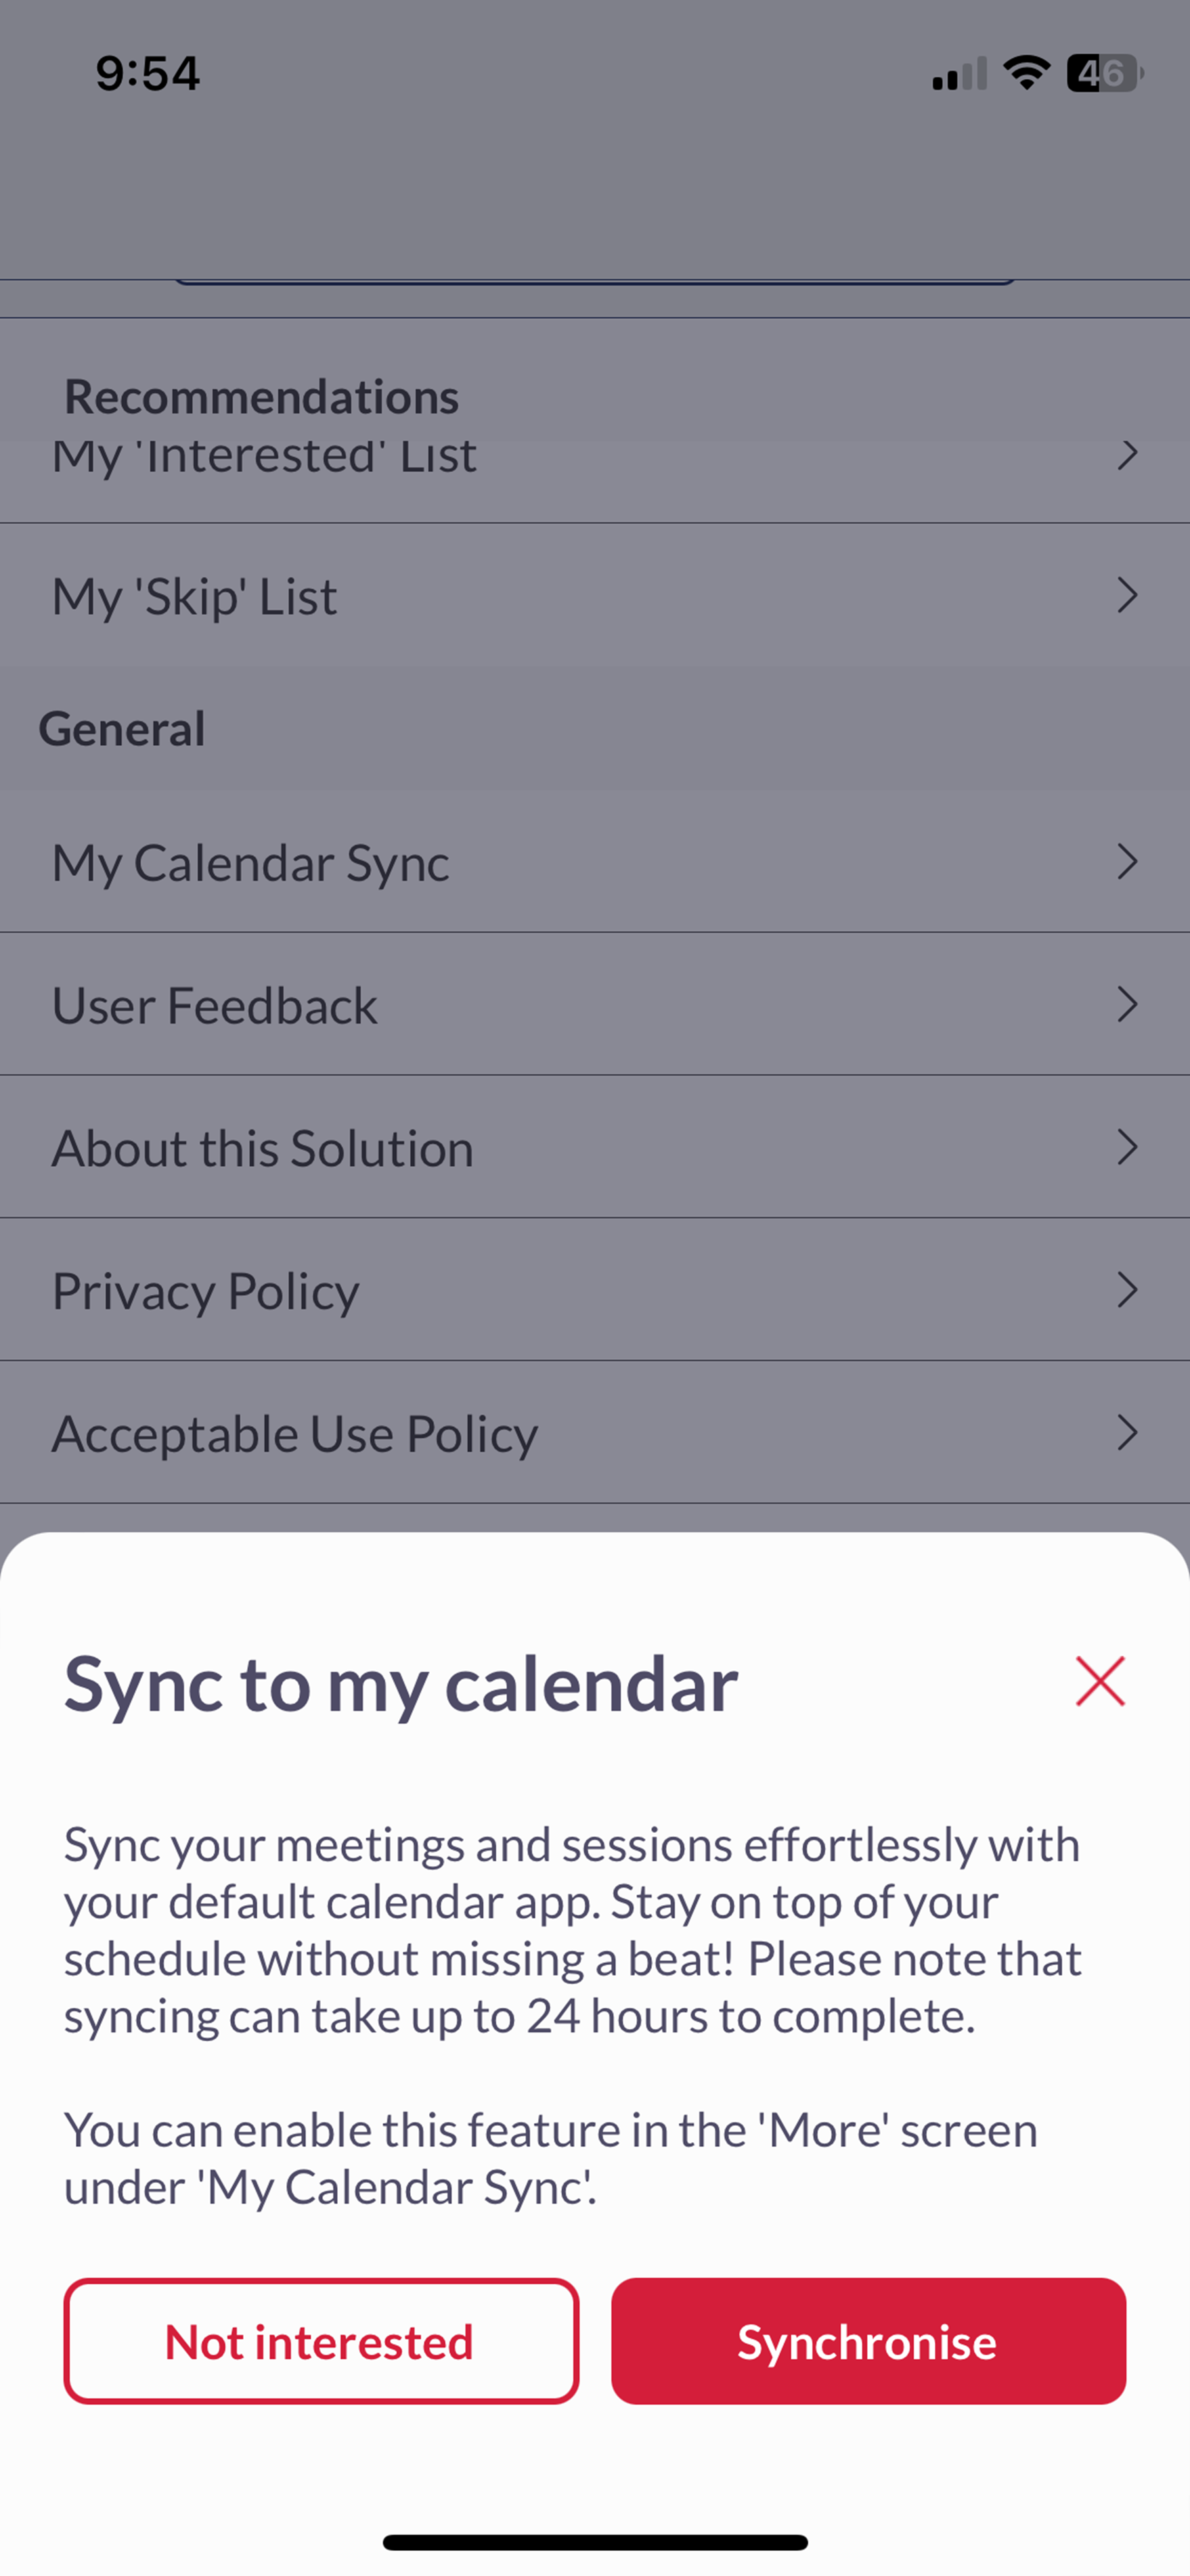 9:54
46
Recommendations
My 'Interested' List
My 'Skip' List
General
My Calendar Sync
User Feedback
About this Solution
Privacy Policy
Acceptable Use Policy
Sync to my calendar
Sync your meetings and sessions effortlessly with
your default calendar app. Stay on top of your
schedule without missing a beat! Please note that
syncing can take up to 24 hours to complete.
You can enable this feature in the 'More' screen
under 'My Calendar Sync'.
Not interested
Synchronise